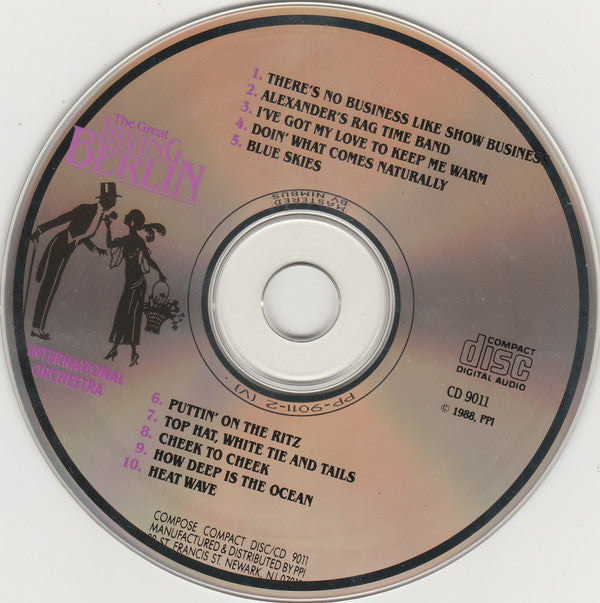 The Great
IRVING
BERLIN
INTERNATIONAL
ORCHESTRA
1. THERE'S NO BUSINESS LIKE SHOW BUSINESS
2. ALEXANDER'S RAG TIME BAND
3. I'VE GOT MY LOVE TO KEEP ME WARM
4. DOIN' WHAT COMES NATURALLY
5. BLUE SKIES
MASTERED
BY NIMBUS
PP-9011-2 (V)
COMPACT
disc
DIGITAL AUDIO
CD 9011
© 1988, PPI
6. PUTTIN' ON THE RITZ
7. TOP HAT, WHITE TIE AND TAILS
8. CHEEK TO CHEEK
9. HOW DEEP IS THE OCEAN
10. HEAT WAVE
COMPOSE COMPACT DISC/CD 9011
MANUFACTURED & DISTRIBUTED BY PPI
ST. FRANCIS ST. NEWARK, NJ